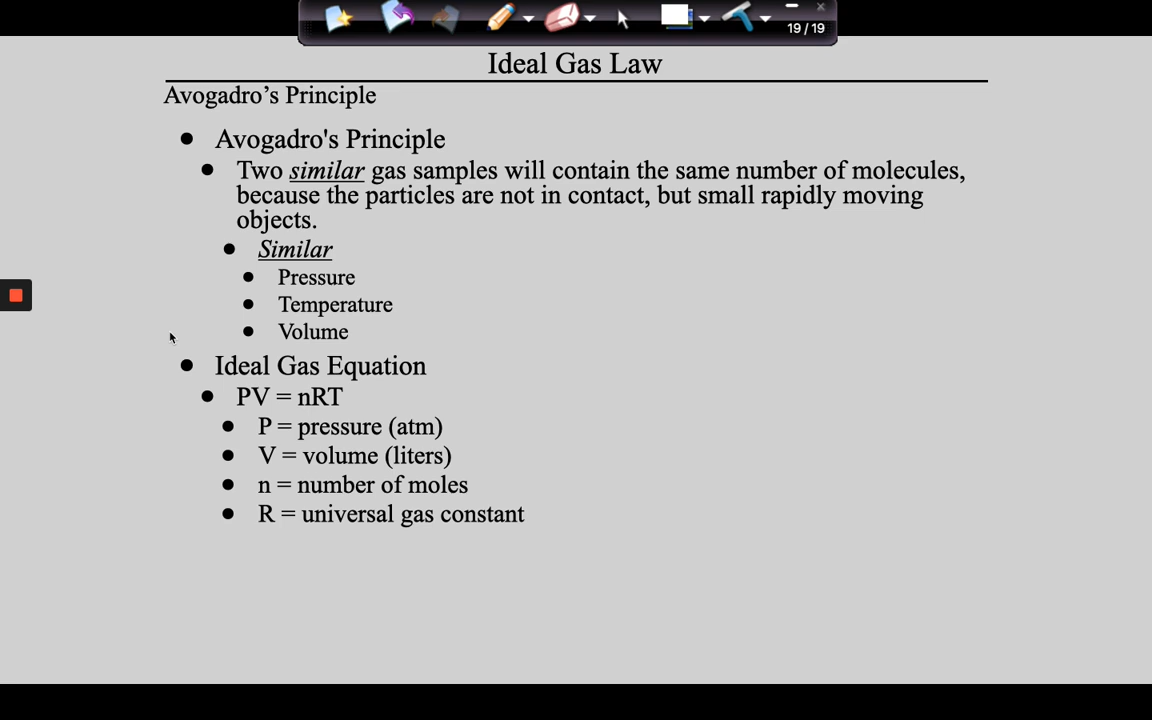 19 / 19
Ideal Gas Law
Avogadro’s Principle
Avogadro's Principle
Two similar gas samples will contain the same number of molecules,
because the particles are not in contact, but small rapidly moving
objects.
Similar
Pressure
Temperature
Volume
Ideal Gas Equation
PV = nRT
P = pressure (atm)
V = volume (liters)
n = number of moles
R = universal gas constant